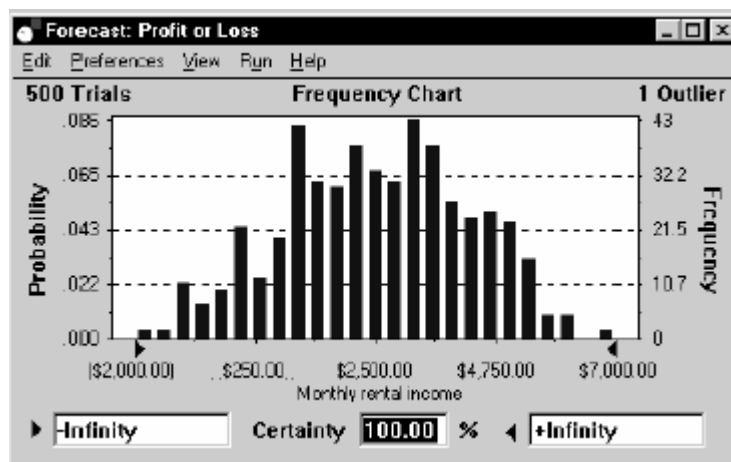 Forecast: Profit or Loss
Edit Preferences View Run Help
500 Trials Frequency Chart 1 Outlier
.086 43
.065 32.2
.043 21.5
.022 10.7
.000 0
Probability
Frequency
($2,000.00) $250.00 $2,500.00 $4,750.00 $7,000.00
Monthly rental income
-Infinity Certainty 100.00 % +Infinity